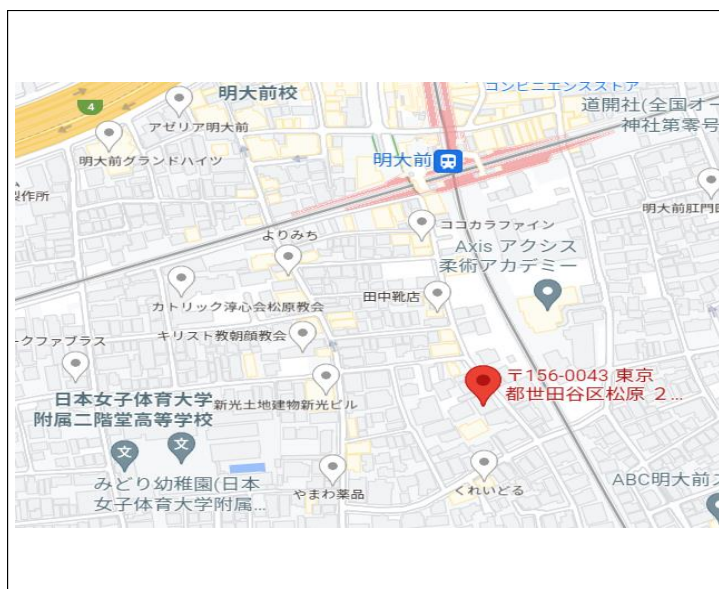 コンビニエンスストア
4
明大前校
アゼリア明大前
道開社(全国オー
神社第零号
明大前グランドハイツ
明大前
製作所
明大前肛門
ココカラファイン
よりみち
Axis アクシス
柔術アカデミー
カトリック淳心会松原教会
田中靴店
キリスト教朝顔教会
ークファブラス
〒156-0043 東京
都世田谷区松原 2...
日本女子体育大学
附属二階堂高等学校
新光土地建物新光ビル
文
文
みどり幼稚園(日本
女子体育大学附属...
やまわ薬品
くれいどる
ABC明大前ス